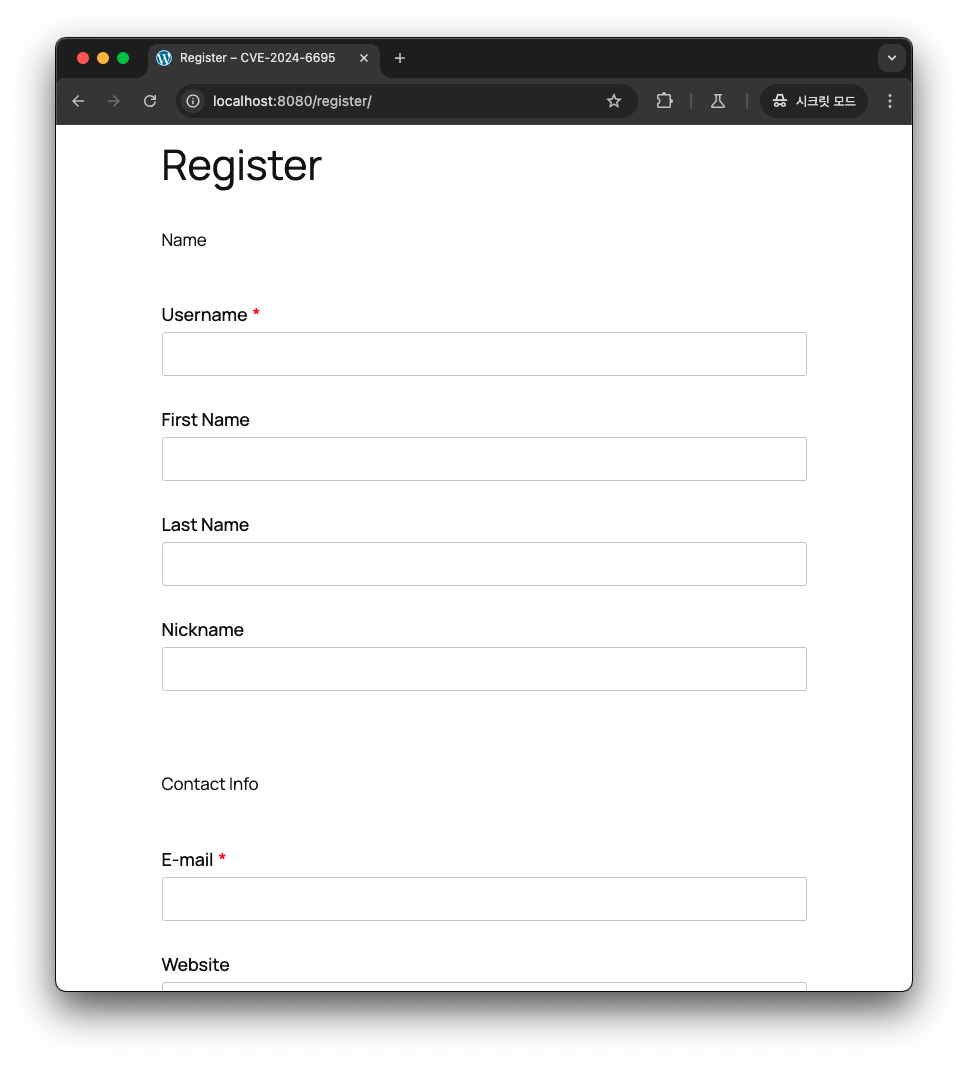 Register – CVE-2024-6695
localhost:8080/register/
시크릿 모드
Register
Name
Username *
First Name
Last Name
Nickname
Contact Info
E-mail *
Website